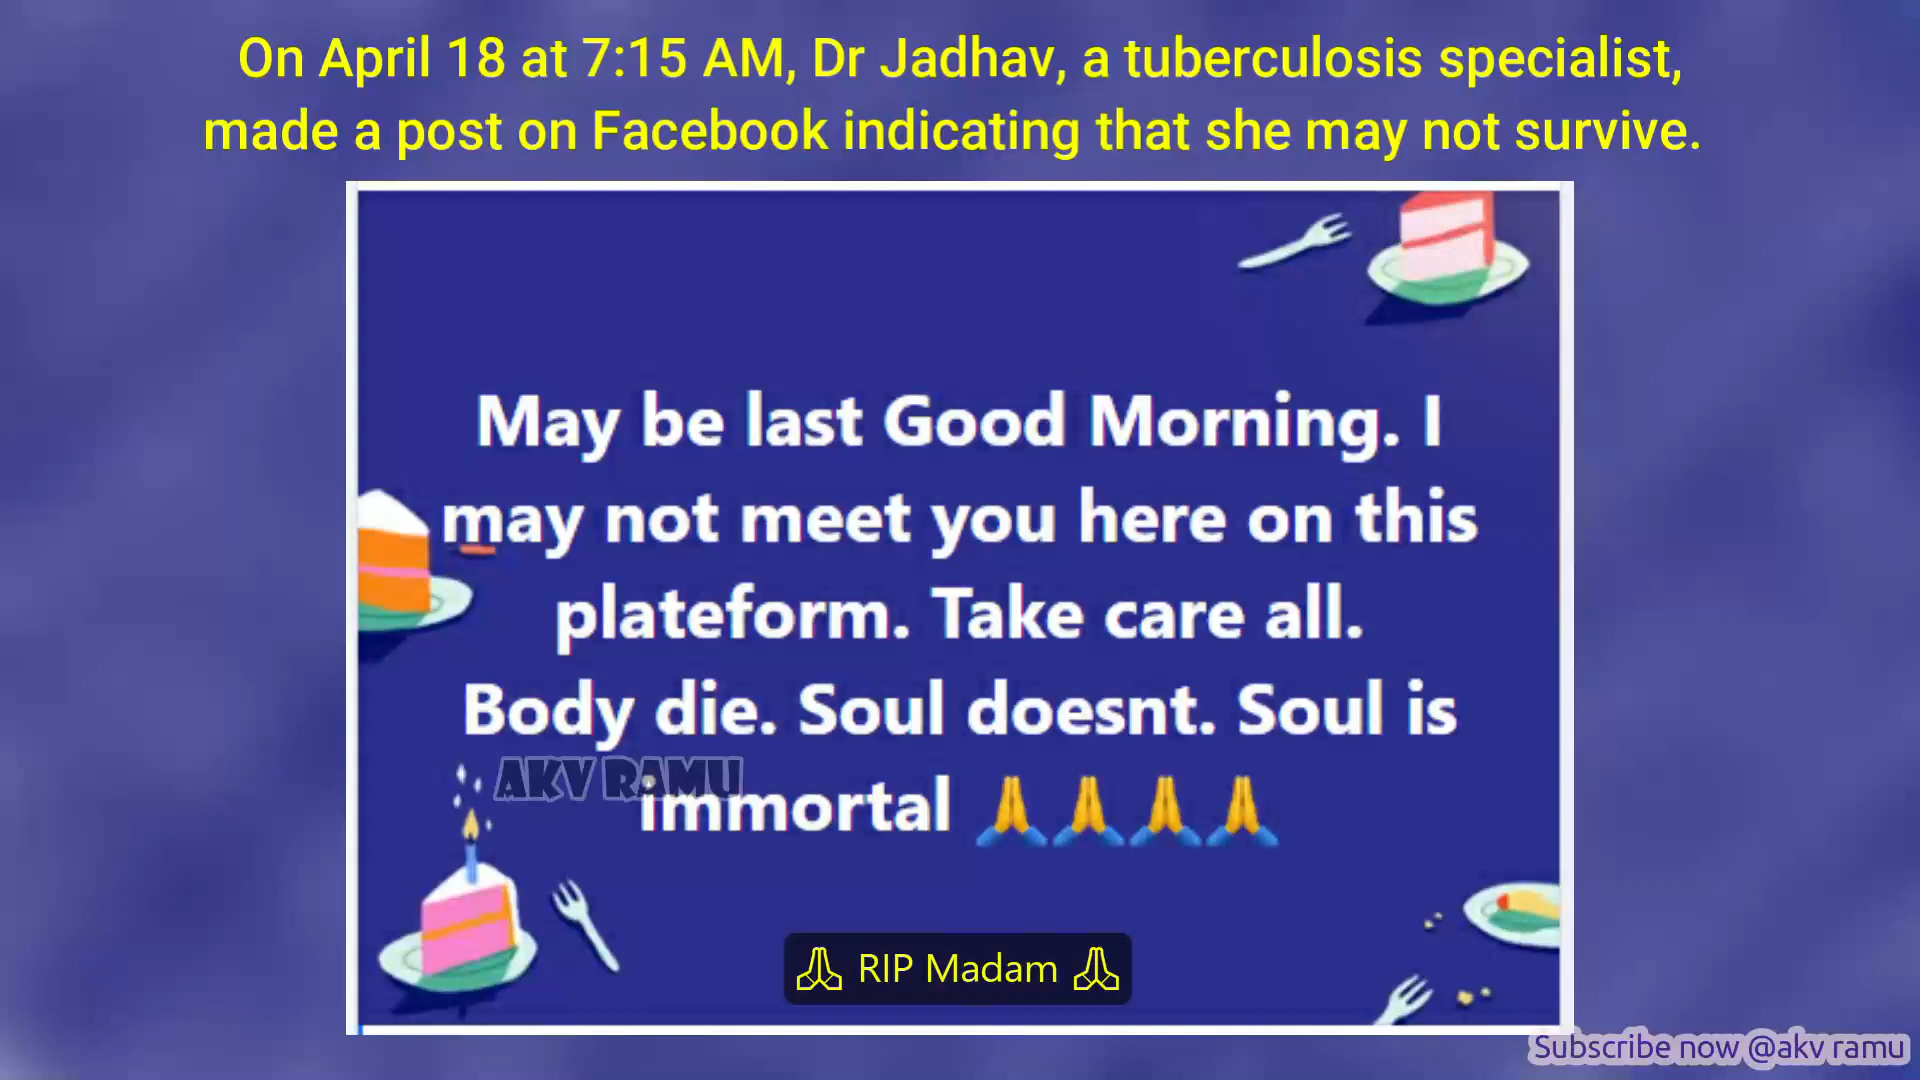 On April 18 at 7:15 AM, Dr Jadhav, a tuberculosis specialist,
made a post on Facebook indicating that she may not survive.
May be last Good Morning. I
may not meet you here on this
plateform. Take care all.
Body die. Soul doesnt. Soul is
AKV RAMU
immortal 🙏🙏🙏🙏
🙏 RIP Madam 🙏
Subscribe now @akv ramu